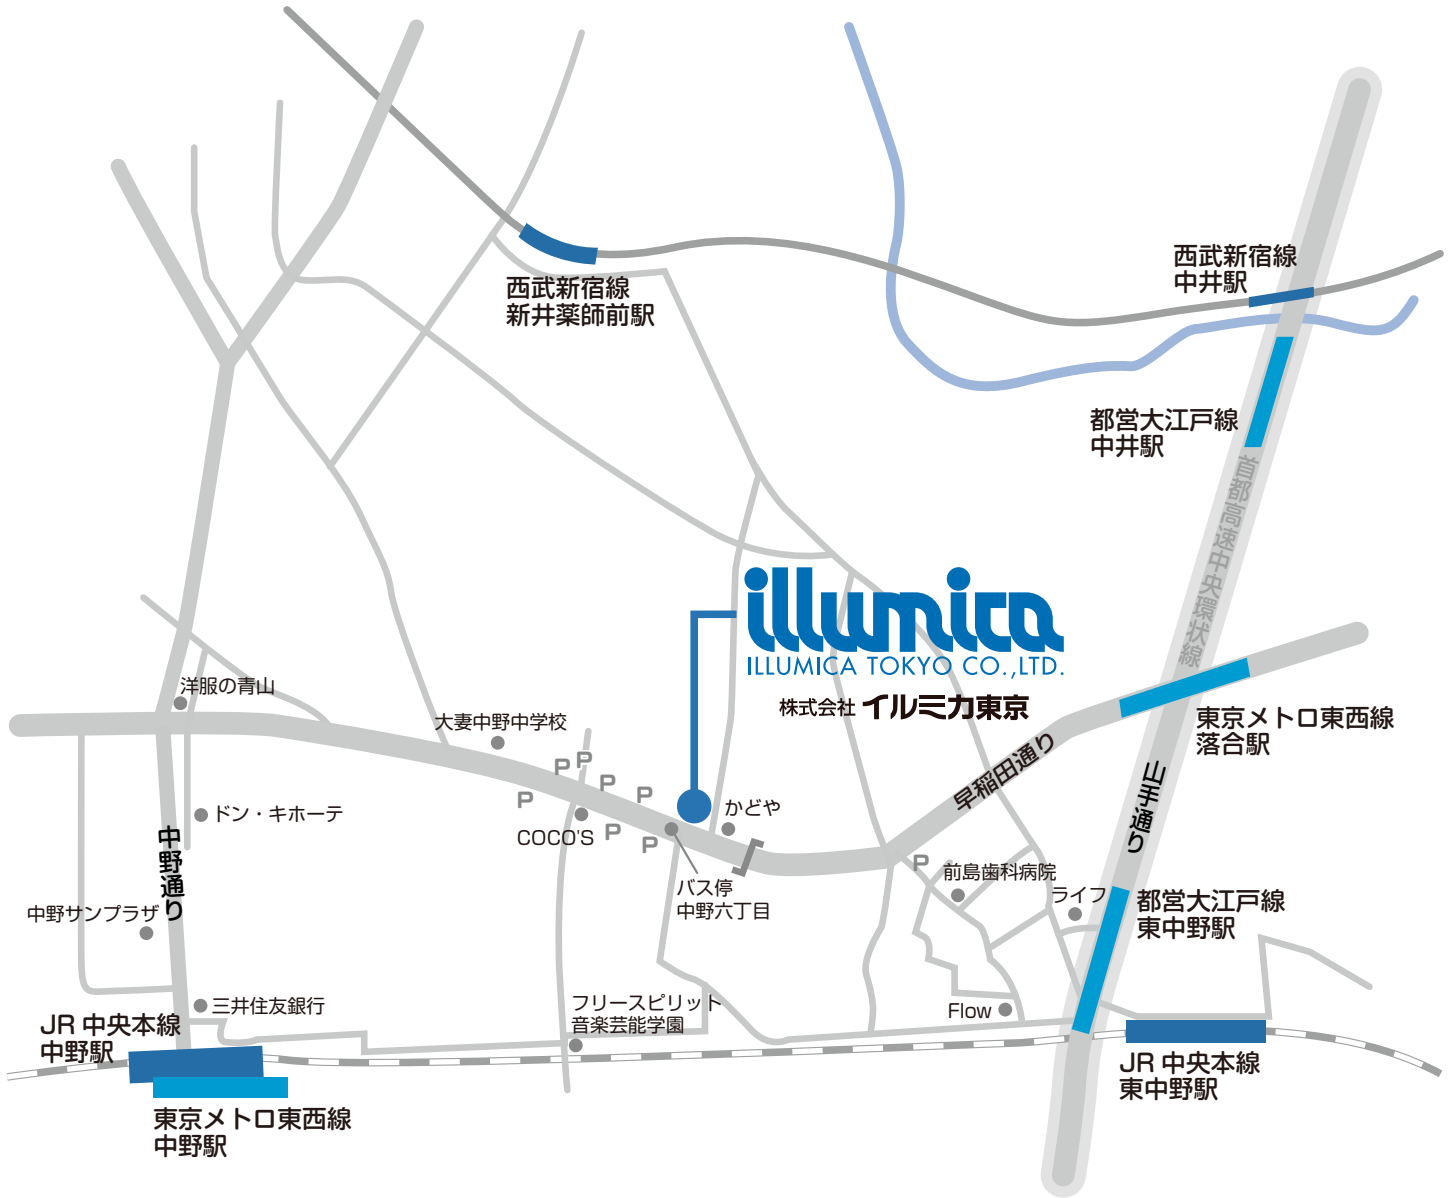 西武新宿線
中井駅
西武新宿線
新井薬師前駅
都営大江戸線
中井駅
首都高速中央環状線
illumica
ILLUMICA TOKYO CO.,LTD.
株式会社 イルミカ東京
洋服の青山
大妻中野中学校
東京メトロ東西線
落合駅
早稲田通り
山手通り
P
P
P
P
P
P
P
かどや
ドン・キホーテ
COCO'S
中野通り
P
前島歯科病院
バス停
中野六丁目
ライフ
都営大江戸線
東中野駅
中野サンプラザ
三井住友銀行
フリースピリット
音楽芸能学園
Flow
JR 中央本線
中野駅
JR 中央本線
東中野駅
東京メトロ東西線
中野駅